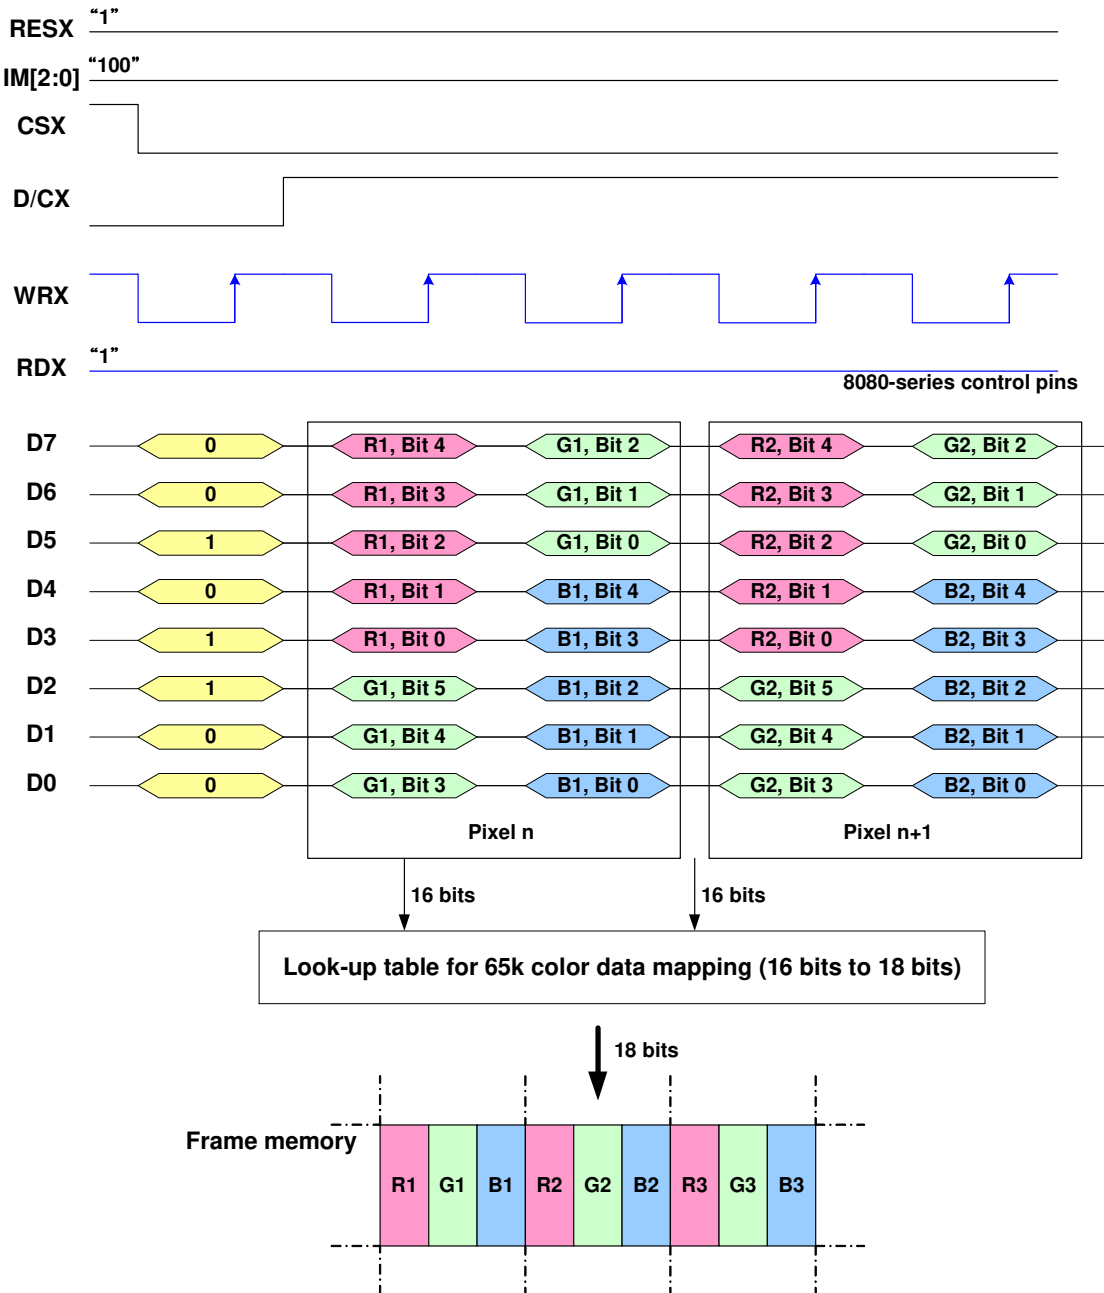 RESX “1”
IM[2:0] “100”
CSX
D/CX
WRX
RDX “1”
8080-series control pins
D7 0 R1, Bit 4 G1, Bit 2 R2, Bit 4 G2, Bit 2
D6 0 R1, Bit 3 G1, Bit 1 R2, Bit 3 G2, Bit 1
D5 1 R1, Bit 2 G1, Bit 0 R2, Bit 2 G2, Bit 0
D4 0 R1, Bit 1 B1, Bit 4 R2, Bit 1 B2, Bit 4
D3 1 R1, Bit 0 B1, Bit 3 R2, Bit 0 B2, Bit 3
D2 1 G1, Bit 5 B1, Bit 2 G2, Bit 5 B2, Bit 2
D1 0 G1, Bit 4 B1, Bit 1 G2, Bit 4 B2, Bit 1
D0 0 G1, Bit 3 B1, Bit 0 G2, Bit 3 B2, Bit 0
Pixel n Pixel n+1
16 bits 16 bits
Look-up table for 65k color data mapping (16 bits to 18 bits)
18 bits
Frame memory
R1 G1 B1 R2 G2 B2 R3 G3 B3